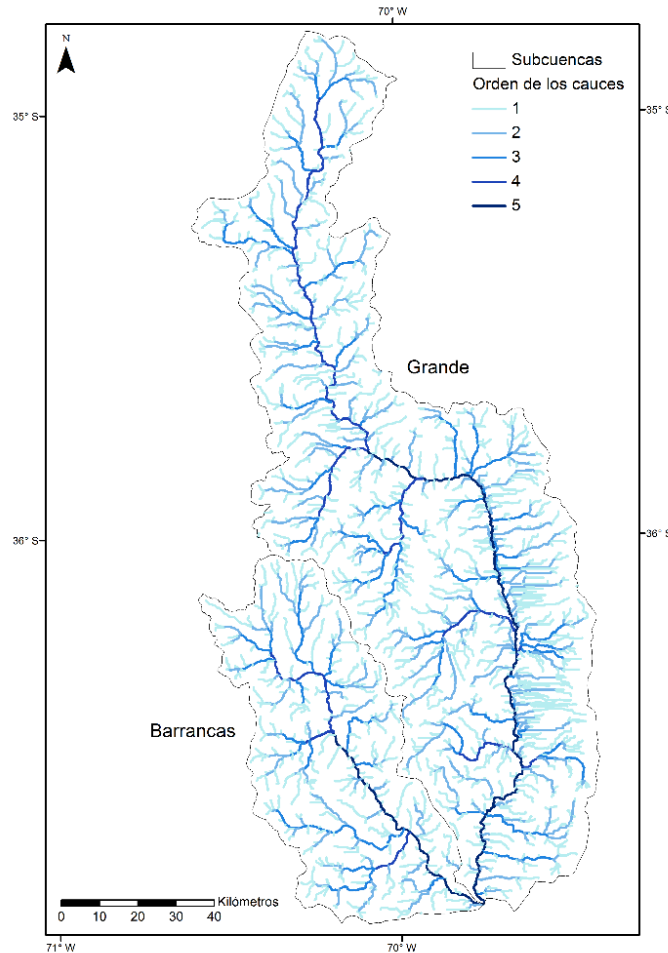 70° W
N
Subcuencas
Orden de los cauces
35° S
35° S
1
2
3
4
5
Grande
36° S
36° S
Barrancas
Kilómetros
0 10 20 30 40
71° W
70° W